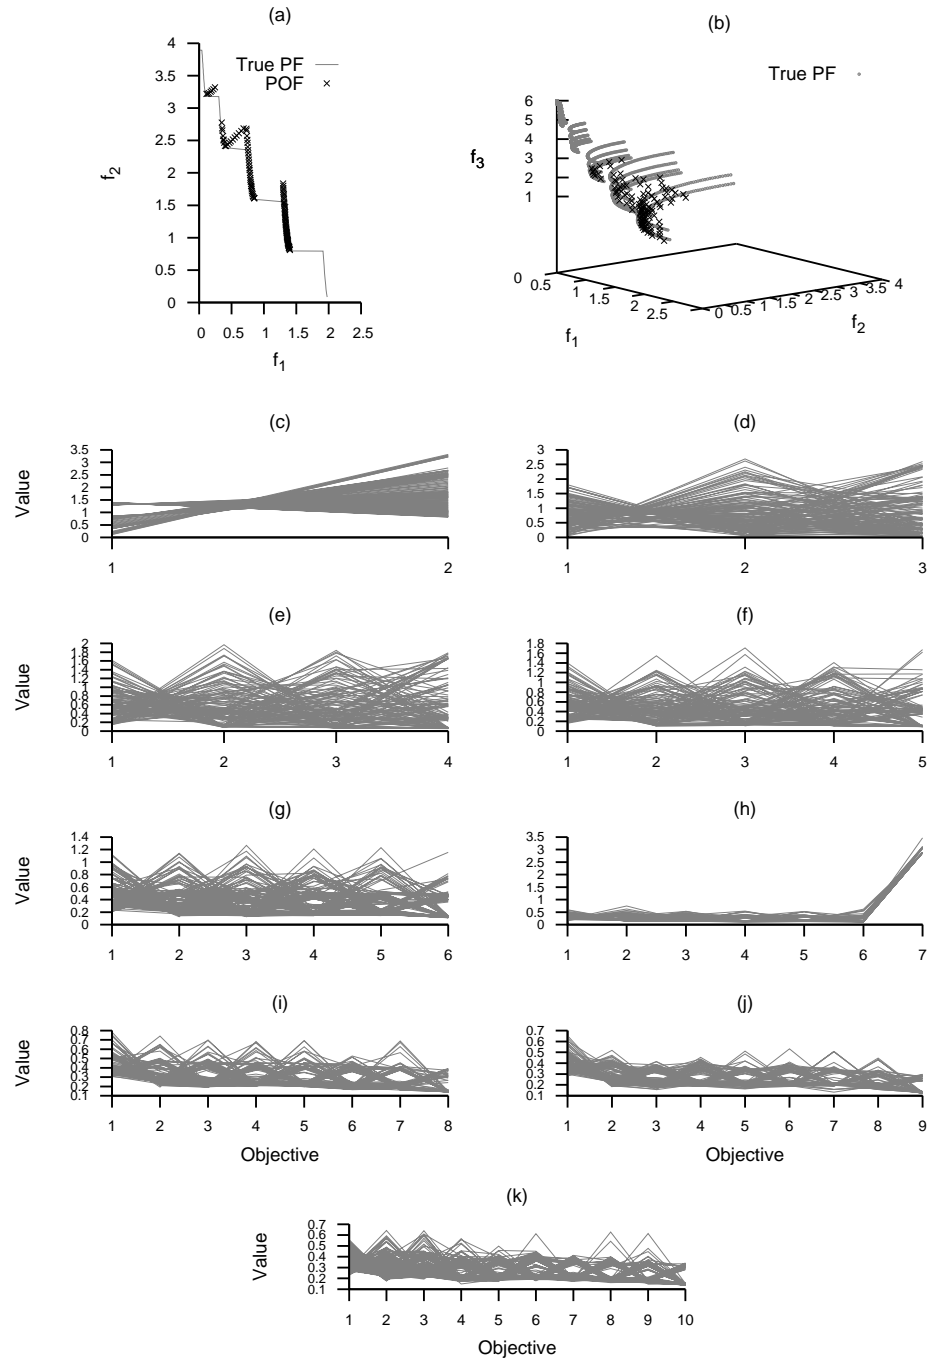 (a)
4
3.5
3
2.5
2
1.5
1
0.5
0
f2
True PF
POF
0 0.5 1 1.5 2 2.5
f1
(b)
True PF
6
5
4
3
2
1
f3
0
0.5 1 1.5 2 2.5
0 0.5 1 1.5 2 2.5 3 3.5 4
f1
f2
(c)
3.5
3
2.5
2
1.5
1
0.5
0
Value
1 2
(d)
3
2.5
2
1.5
1
0.5
0
1 2 3
(e)
2
1.8
1.6
1.4
1.2
1
0.8
0.6
0.4
0.2
0
Value
1 2 3 4
(f)
1.8
1.6
1.4
1.2
1
0.8
0.6
0.4
0.2
0
1 2 3 4 5
(g)
1.4
1.2
1
0.8
0.6
0.4
0.2
0
Value
1 2 3 4 5 6
(h)
3.5
3
2.5
2
1.5
1
0.5
0
1 2 3 4 5 6 7
(i)
0.8
0.7
0.6
0.5
0.4
0.3
0.2
0.1
Value
1 2 3 4 5 6 7 8
Objective
(j)
0.7
0.6
0.5
0.4
0.3
0.2
0.1
1 2 3 4 5 6 7 8 9
Objective
(k)
0.7
0.6
0.5
0.4
0.3
0.2
0.1
Value
1 2 3 4 5 6 7 8 9 10
Objective